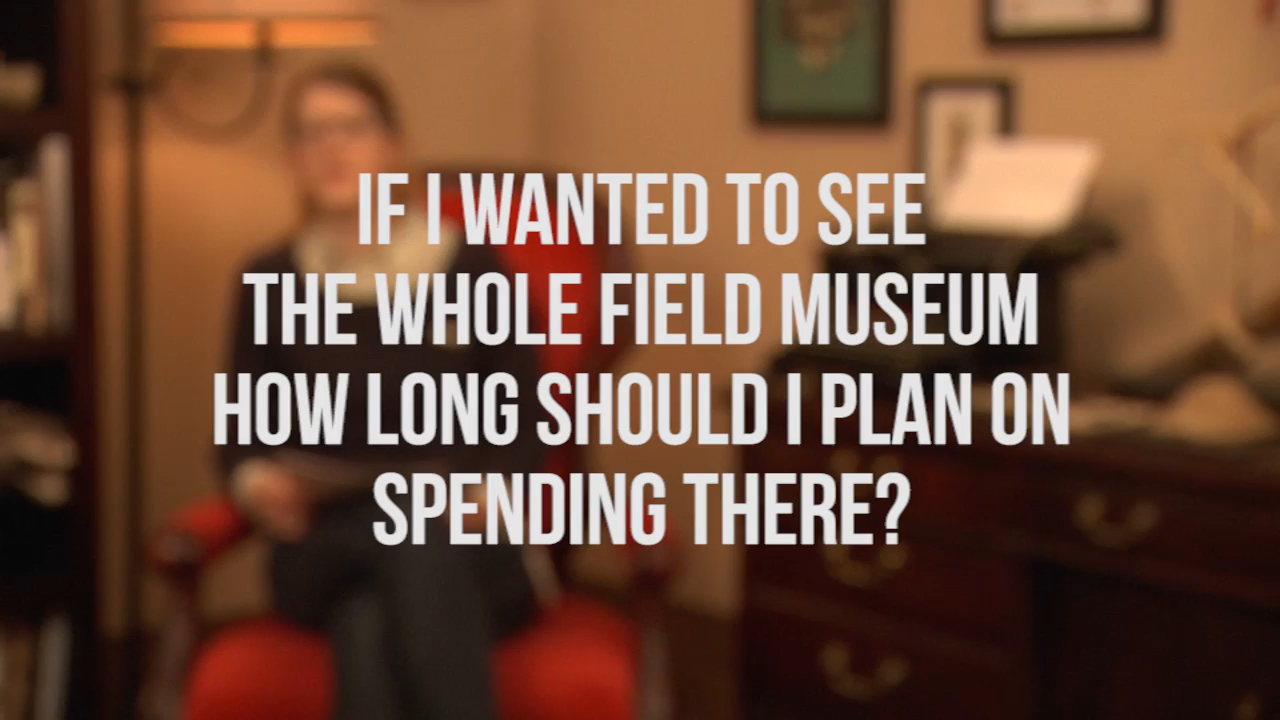 IF I WANTED TO SEE
THE WHOLE FIELD MUSEUM
HOW LONG SHOULD I PLAN ON
SPENDING THERE?